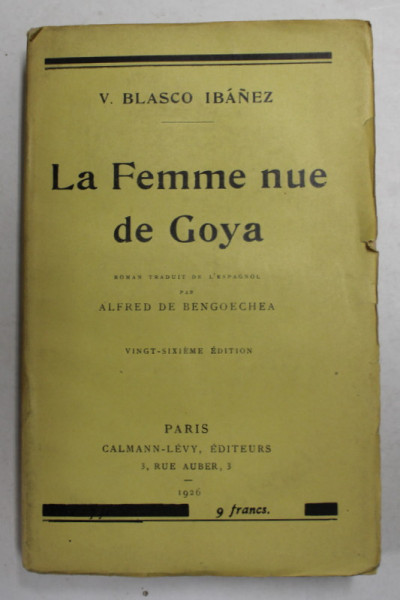 V. BLASCO IBÁÑEZ
La Femme nue
de Goya
ROMAN TRADUIT DE L'ESPAGNOL
PAR
ALFRED DE BENGOECHEA
VINGT-SIXIÈME ÉDITION
PARIS
CALMANN-LÉVY, ÉDITEURS
3, RUE AUBER, 3
1926
9 francs.